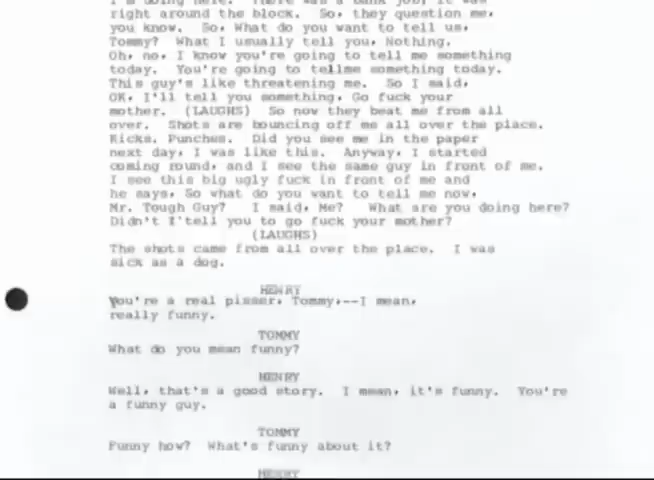 I'm doing here. There was a bank job, it was
right around the block. So, they question me,
you know. So, What do you want to tell us,
Tommy? What I usually tell you, Nothing.
Oh, no, I know you're going to tell me something
today. You're going to tellme something today.
This guy's like threatening me. So I said,
OK, I'll tell you something, Go fuck your
mother. (LAUGHS) So now they beat me from all
over. Shots are bouncing off me all over the place.
Kicks. Punches. Did you see me in the paper
next day, I was like this. Anyway, I started
coming round, and I see the same guy in front of me.
I see this big ugly fuck in front of me and
he says, So what do you want to tell me now,
Mr. Tough Guy? I said, Me? What are you doing here?
Didn't I'tell you to go fuck your mother?
(LAUGHS)
The shots came from all over the place. I was
sick as a dog.
HENRY
You're a real pisser, Tommy,--I mean,
really funny.
TOMMY
What do you mean funny?
HENRY
Well, that's a good story. I mean, it's funny. You're
a funny guy.
TOMMY
Funny how? What's funny about it?
HENRY